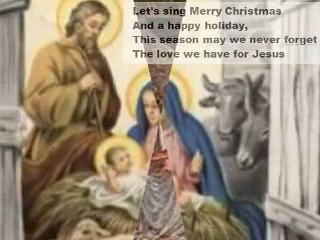 Let's sing Merry Christmas
And a happy holiday,
This season may we never forget
The love we have for Jesus